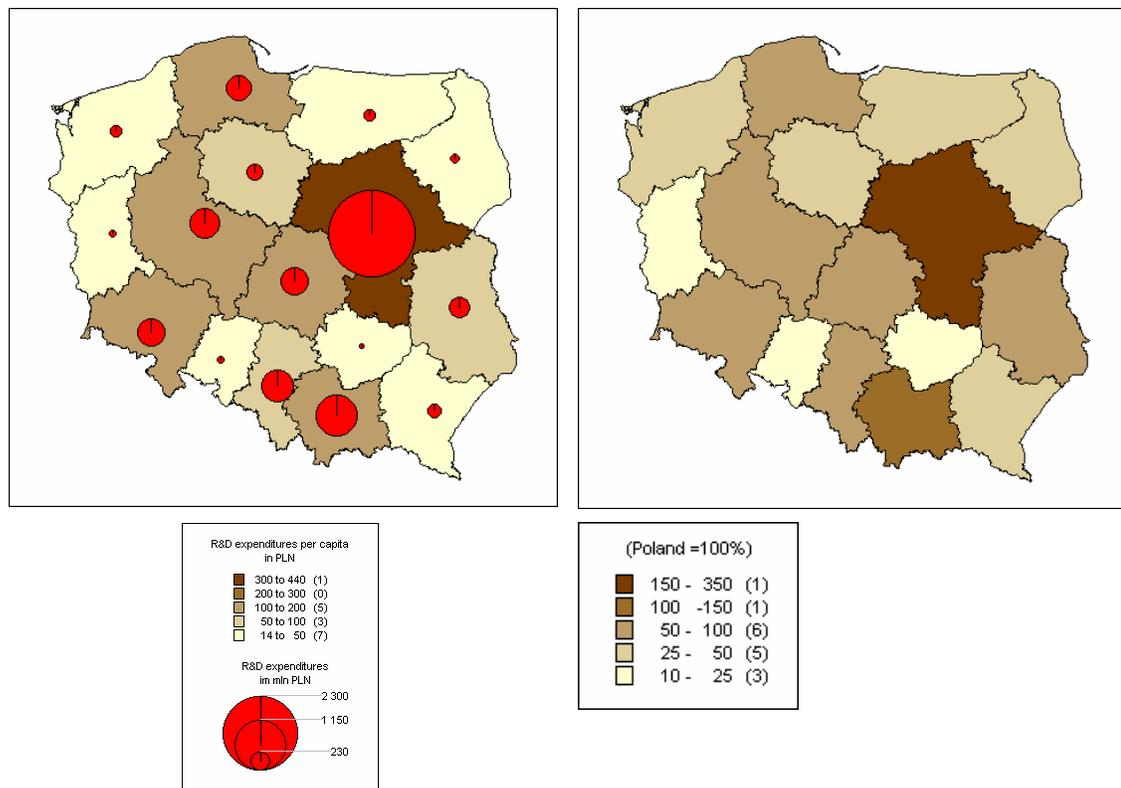 R&D expenditures per capita
in PLN
300 to 440 (1)
200 to 300 (0)
100 to 200 (5)
50 to 100 (3)
14 to 50 (7)
R&D expenditures
im mln PLN
2 300
1 150
230
(Poland =100%)
150 - 350 (1)
100 -150 (1)
50 - 100 (6)
25 - 50 (5)
10 - 25 (3)